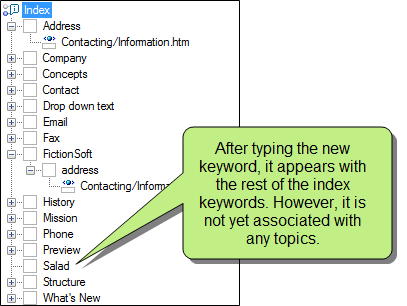 Index
Address
Contacting/Information.htm
Company
Concepts
Contact
Drop down text
Email
Fax
FictionSoft
address
Contacting/Informa
History
Mission
Phone
Preview
Salad
Structure
What's New
After typing the new
keyword, it appears with
the rest of the index
keywords. However, it is
not yet associated with
any topics.